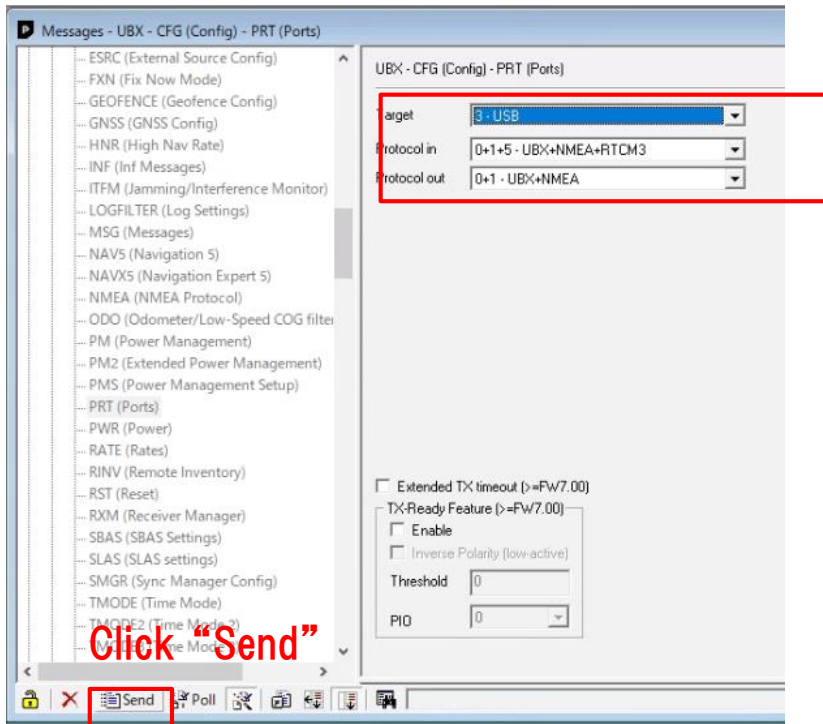 Messages - UBX - CFG (Config) - PRT (Ports)
ESRC (External Source Config)
FXN (Fix Now Mode)
GEOFENCE (Geofence Config)
GNSS (GNSS Config)
HNR (High Nav Rate)
INF (Inf Messages)
ITFM (Jamming/Interference Monitor)
LOGFILTER (Log Settings)
MSG (Messages)
NAV5 (Navigation 5)
NAVX5 (Navigation Expert 5)
NMEA (NMEA Protocol)
ODO (Odometer/Low-Speed COG filter
PM (Power Management)
PM2 (Extended Power Management)
PMS (Power Management Setup)
PRT (Ports)
PWR (Power)
RATE (Rates)
RINV (Remote Inventory)
RST (Reset)
RXM (Receiver Manager)
SBAS (SBAS Settings)
SLAS (SLAS settings)
SMGR (Sync Manager Config)
TMODE (Time Mode)
TMODE2 (Time Mode 2)
Click “Send”
Send
Poll
UBX - CFG (Config) - PRT (Ports)
Target 3 - USB
Protocol in 0+1+5 - UBX+NMEA+RTCM3
Protocol out 0+1 - UBX+NMEA
Extended TX timeout (>=FW7.00)
TX-Ready Feature (>=FW7.00)
Enable
Inverse Polarity (low-active)
Threshold 0
PIO 0